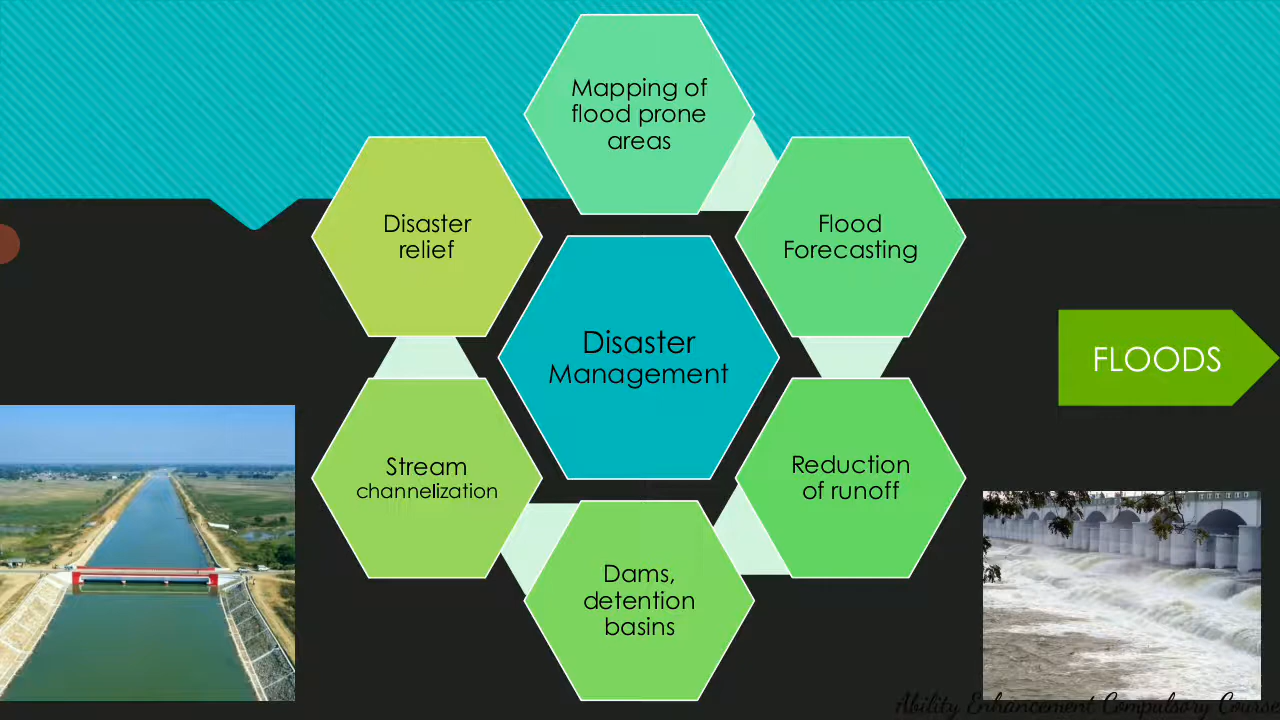 Mapping of
flood prone
areas
Disaster
relief
Flood
Forecasting
Disaster
Management
FLOODS
Stream
channelization
Reduction
of runoff
Dams,
detention
basins
Ability Enhancement Compulsory Course